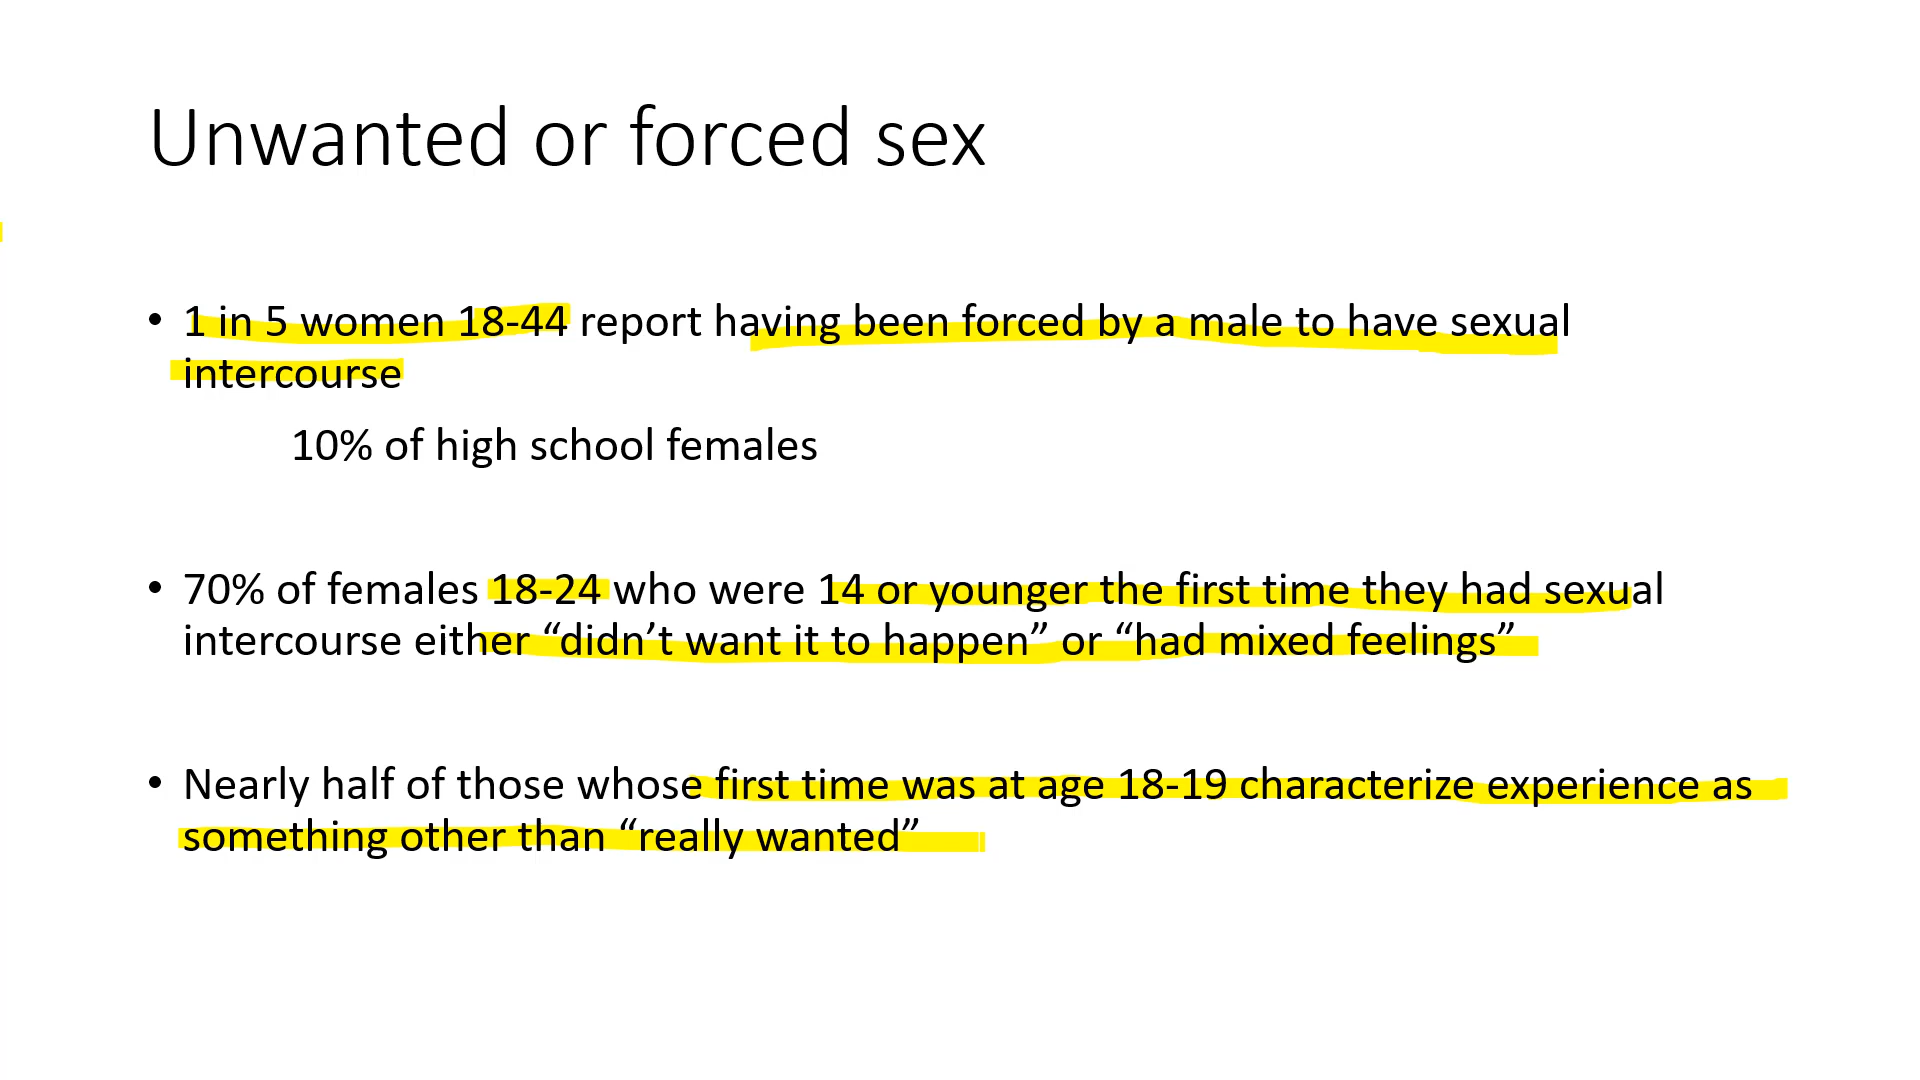 Unwanted or forced sex
• 1 in 5 women 18-44 report having been forced by a male to have sexual
intercourse
10% of high school females
• 70% of females 18-24 who were 14 or younger the first time they had sexual
intercourse either “didn’t want it to happen” or “had mixed feelings”
• Nearly half of those whose first time was at age 18-19 characterize experience as
something other than “really wanted”